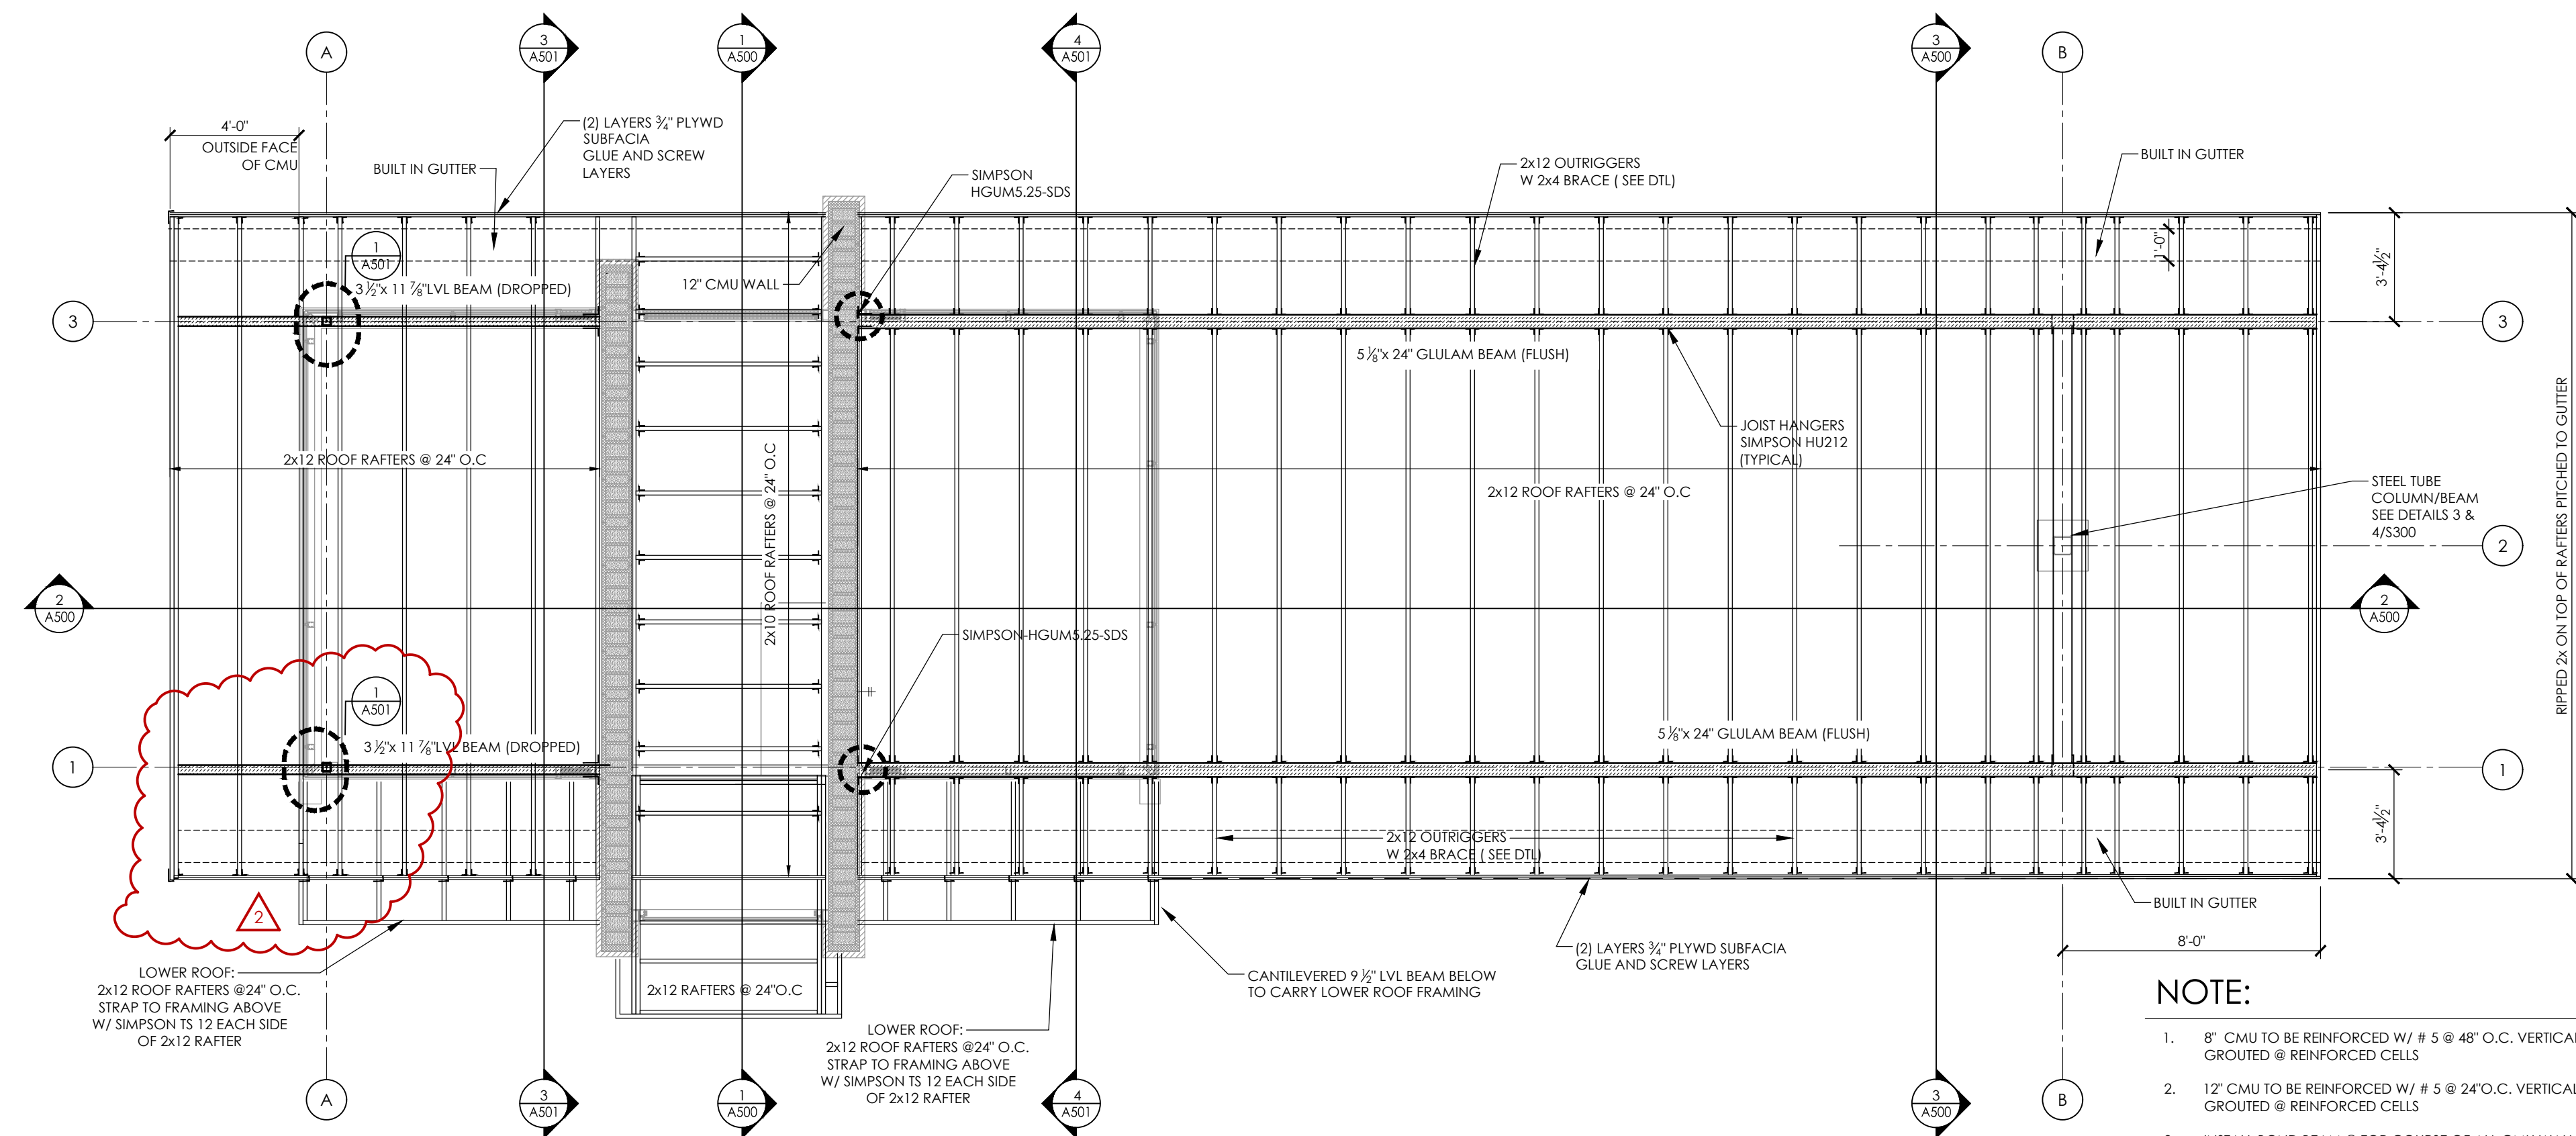 A
3
A501
1
A500
4
A501
3
A500
B
4'-0"
OUTSIDE FACE
OF CMU
BUILT IN GUTTER
(2) LAYERS ¾" PLYWD
SUBFACIA
GLUE AND SCREW
LAYERS
SIMPSON
HGUM5.25-SDS
2x12 OUTRIGGERS
W 2x4 BRACE ( SEE DTL)
BUILT IN GUTTER
1'-0"
3'-4½"
1
A501
3 ½"x 11 ⅞"LVL BEAM (DROPPED)
12" CMU WALL
3
3
5 ⅛"x 24" GLULAM BEAM (FLUSH)
JOIST HANGERS
SIMPSON HU212
(TYPICAL)
2x12 ROOF RAFTERS @ 24" O.C
2x10 ROOF RAFTERS @ 24" O.C
2x12 ROOF RAFTERS @ 24" O.C
STEEL TUBE
COLUMN/BEAM
SEE DETAILS 3 &
4/S300
RIPPED 2x ON TOP OF RAFTERS PITCHED TO GUTTER
2
2
A500
2
A500
SIMPSON-HGUM5.25-SDS
1
A501
3 ½"x 11 ⅞"LVL BEAM (DROPPED)
5 ⅛"x 24" GLULAM BEAM (FLUSH)
1
1
2x12 OUTRIGGERS
W 2x4 BRACE ( SEE DTL)
3'-4½"
2
BUILT IN GUTTER
8'-0"
(2) LAYERS ¾" PLYWD SUBFACIA
GLUE AND SCREW LAYERS
CANTILEVERED 9 ½" LVL BEAM BELOW
TO CARRY LOWER ROOF FRAMING
LOWER ROOF:
2x12 ROOF RAFTERS @24" O.C.
STRAP TO FRAMING ABOVE
W/ SIMPSON TS 12 EACH SIDE
OF 2x12 RAFTER
2x12 RAFTERS @ 24"O.C
LOWER ROOF:
2x12 ROOF RAFTERS @24" O.C.
STRAP TO FRAMING ABOVE
W/ SIMPSON TS 12 EACH SIDE
OF 2x12 RAFTER
NOTE:
1. 8" CMU TO BE REINFORCED W/ # 5 @ 48" O.C. VERTICAL
GROUTED @ REINFORCED CELLS
2. 12" CMU TO BE REINFORCED W/ # 5 @ 24"O.C. VERTICAL
GROUTED @ REINFORCED CELLS
A
3
A501
1
A500
4
A501
3
A500
B